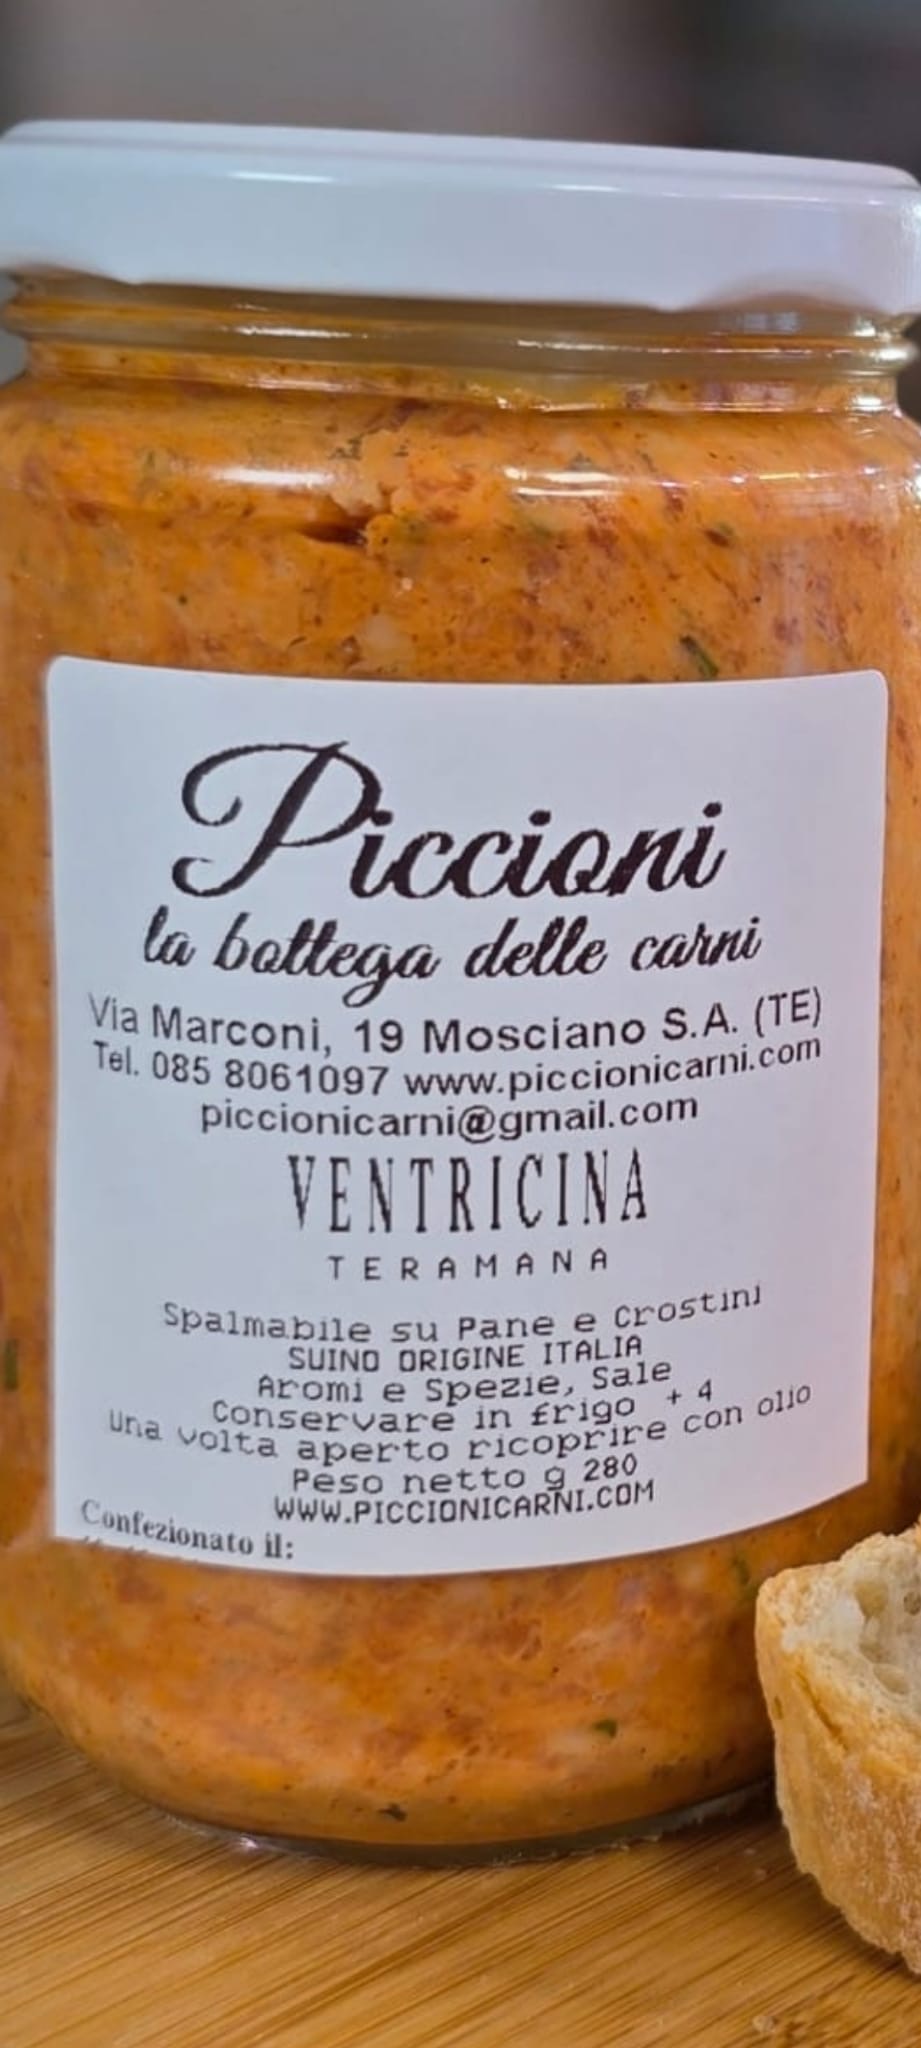 Piccioni
la bottega delle carni
Via Marconi, 19 Mosciano S.A. (TE)
Tel. 085 8061097 www.piccionicarni.com
piccionicarni@gmail.com
VENTRICINA
TERAMANA
Spalmabile su Pane e Crostini
SUINO ORIGINE ITALIA
Aromi e Spezie, Sale
Conservare in frigo + 4
Una volta aperto ricoprire con olio
Peso netto g 280
WWW.PICCIONICARNI.COM
Confezionato il: